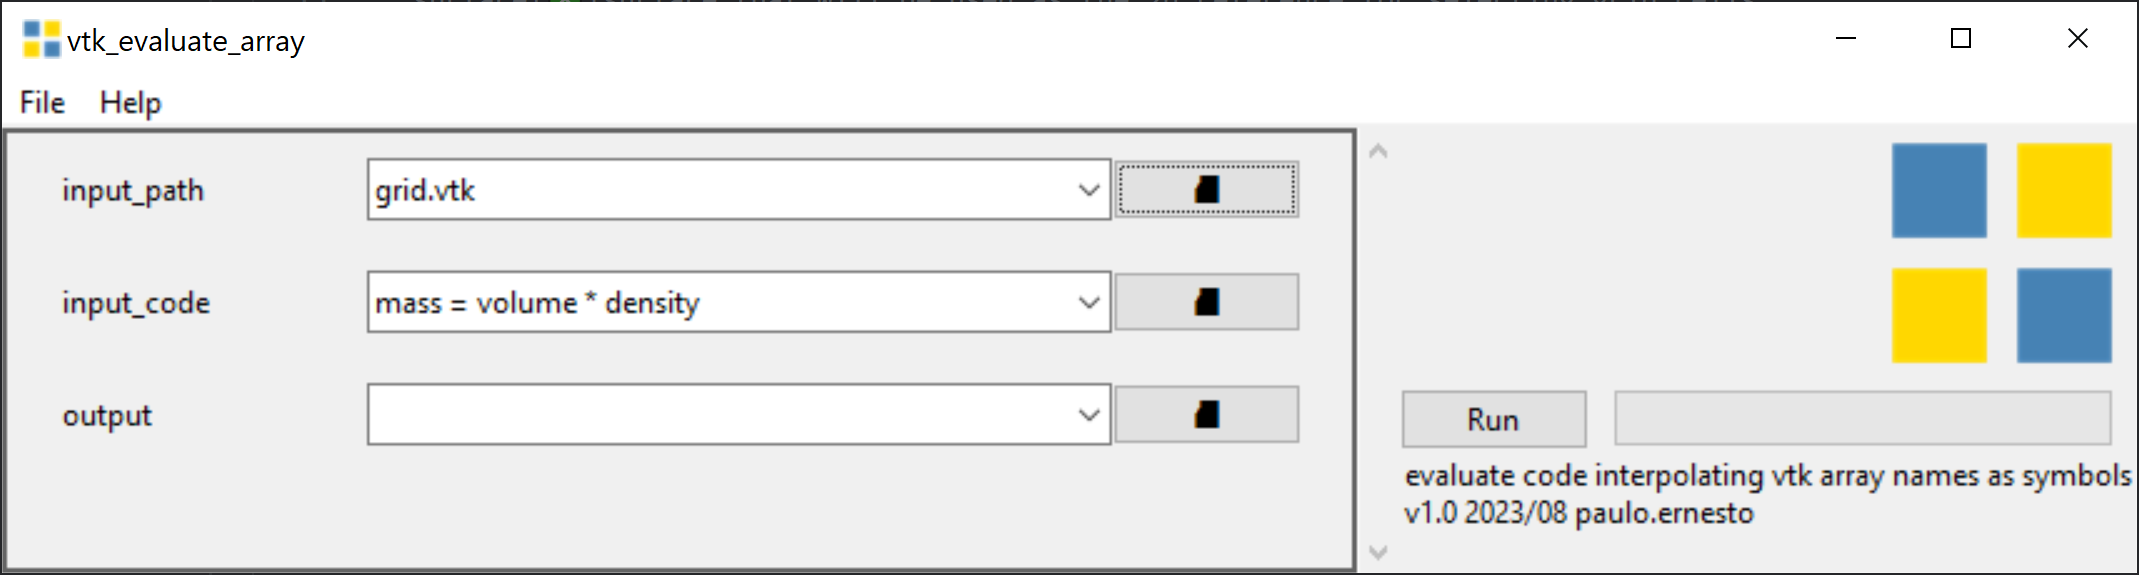 vtk_evaluate_array
File Help
input_path grid.vtk
input_code mass = volume * density
output
Run
evaluate code interpolating vtk array names as symbols
v1.0 2023/08 paulo.ernesto